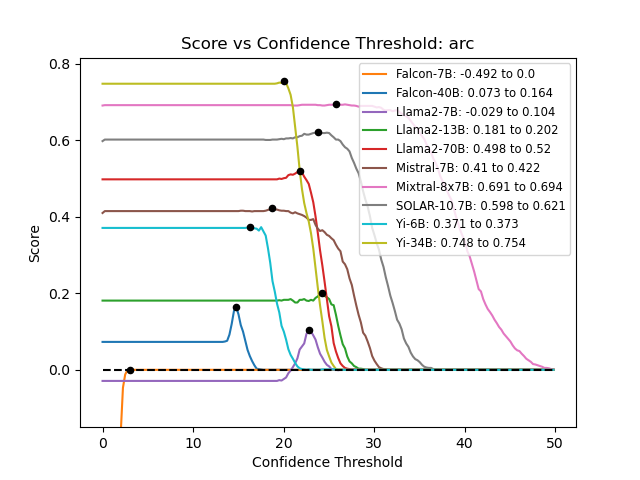 Score vs Confidence Threshold: arc
0.8
0.6
0.4
0.2
0.0
Score
Falcon-7B: -0.492 to 0.0
Falcon-40B: 0.073 to 0.164
Llama2-7B: -0.029 to 0.104
Llama2-13B: 0.181 to 0.202
Llama2-70B: 0.498 to 0.52
Mistral-7B: 0.41 to 0.422
Mixtral-8x7B: 0.691 to 0.694
SOLAR-10.7B: 0.598 to 0.621
Yi-6B: 0.371 to 0.373
Yi-34B: 0.748 to 0.754
0 10 20 30 40 50
Confidence Threshold